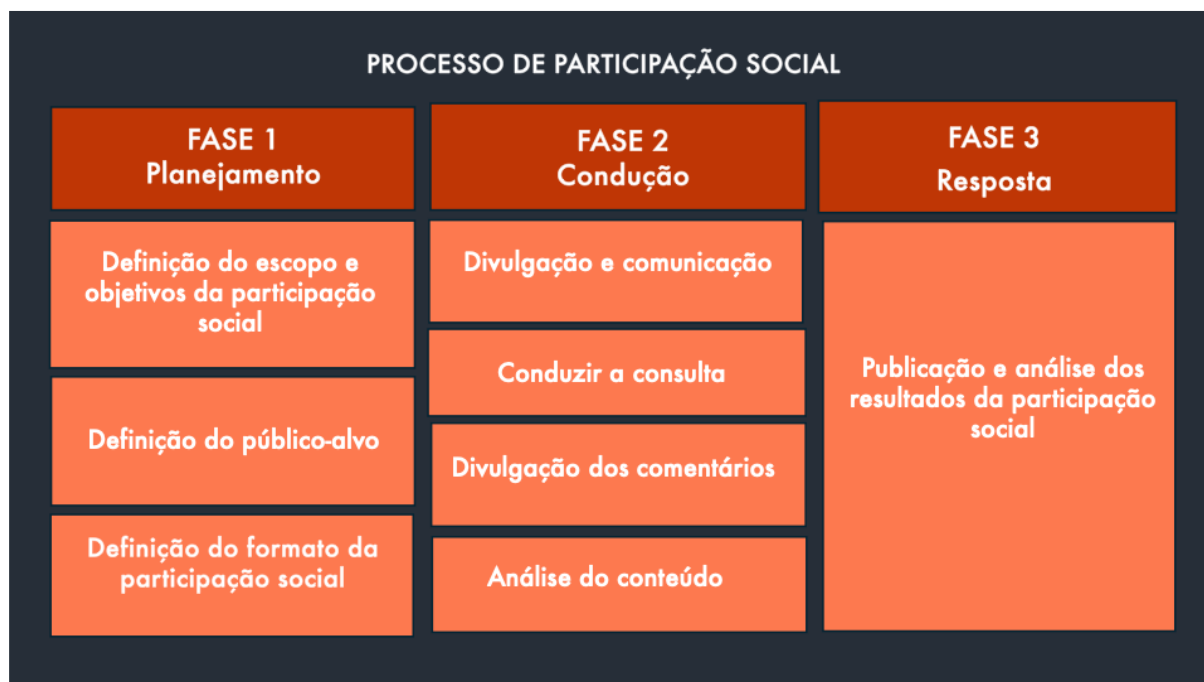 PROCESSO DE PARTICIPAÇÃO SOCIAL
FASE 1
Planejamento
Definição do escopo e
objetivos da participação
social
Definição do público-alvo
Definição do formato da
participação social
FASE 2
Condução
Divulgação e comunicação
Conduzir a consulta
Divulgação dos comentários
Análise do conteúdo
FASE 3
Resposta
Publicação e análise dos
resultados da participação
social